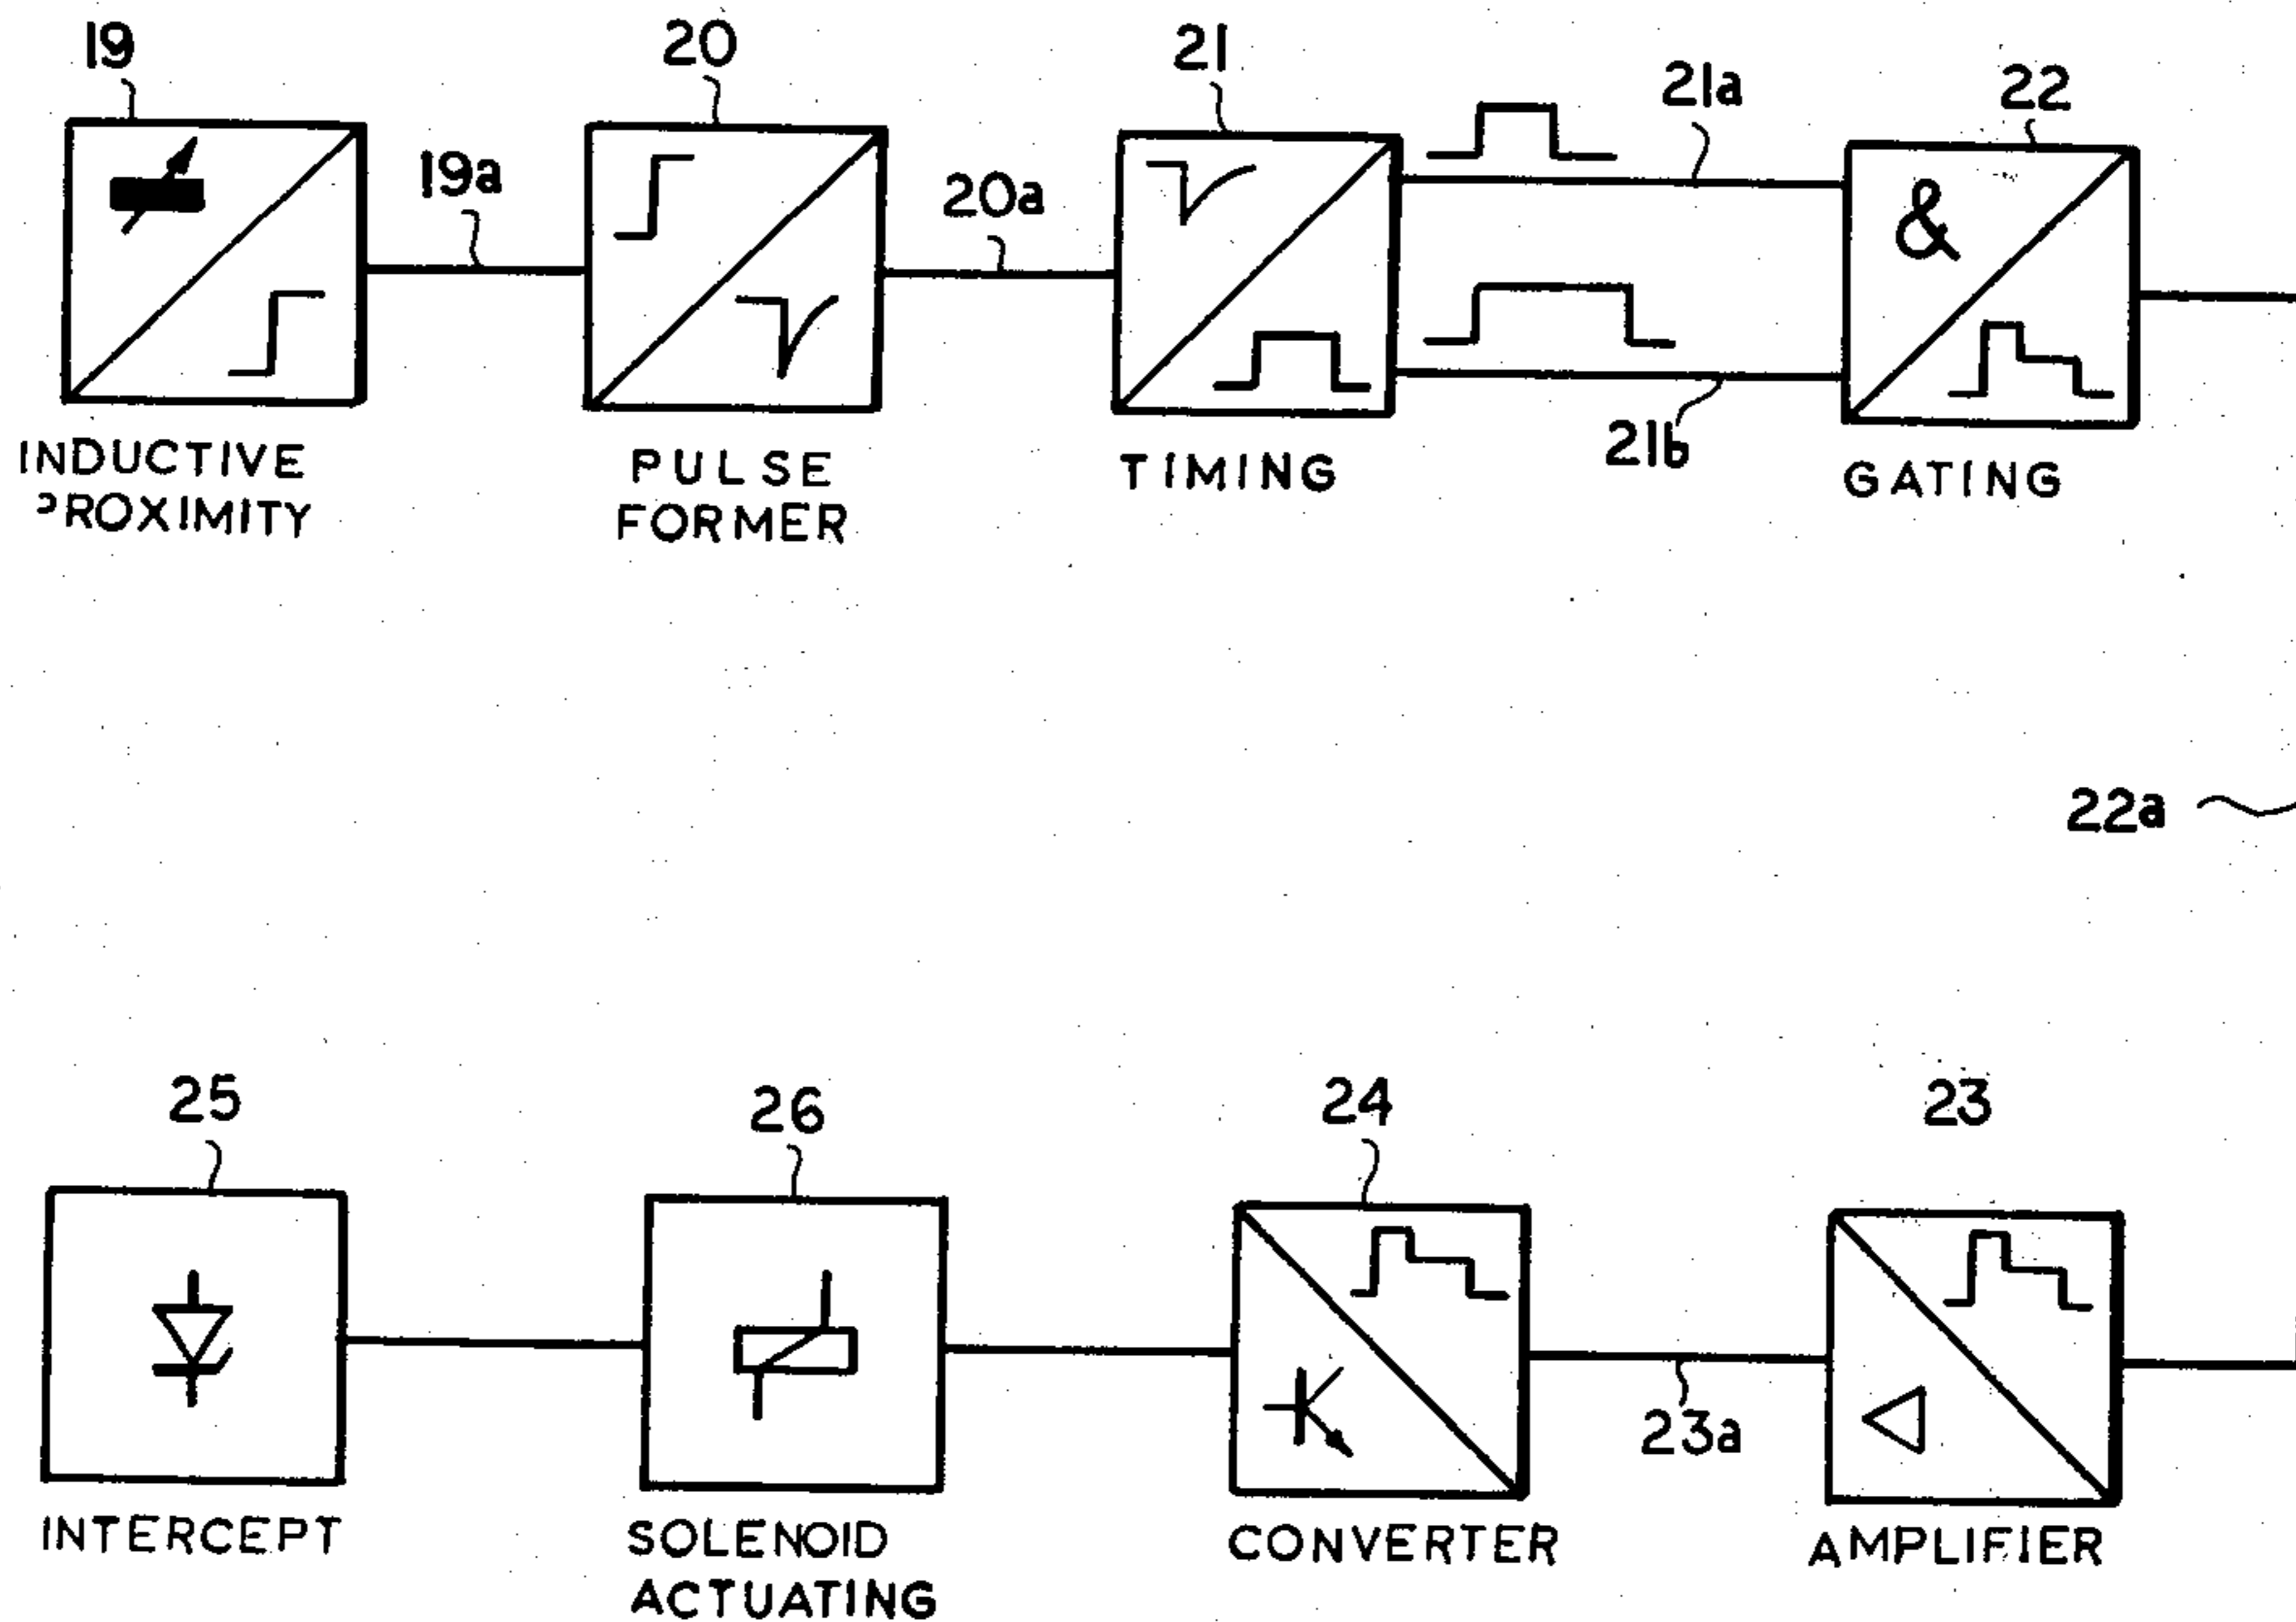 19
20
21
21a
22
19a
20a
&
21b
INDUCTIVE
PROXIMITY
PULSE
FORMER
TIMING
GATING
22a
25
26
24
23
23a
INTERCEPT
SOLENOID
ACTUATING
CONVERTER
AMPLIFIER